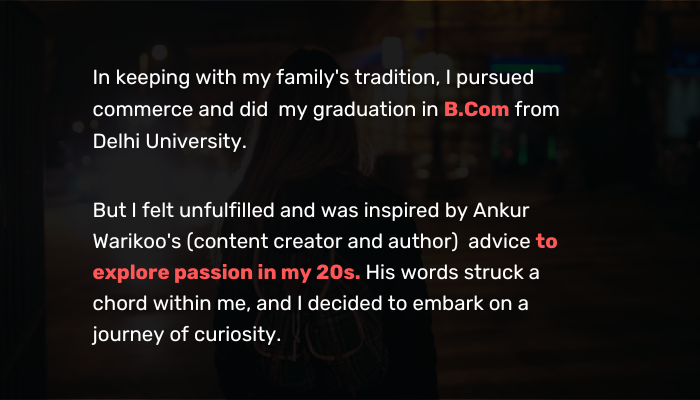 In keeping with my family's tradition, I pursued
commerce and did  my graduation in B.Com from
Delhi University.
But I felt unfulfilled and was inspired by Ankur
Warikoo's (content creator and author)  advice to
explore passion in my 20s. His words struck a
chord within me, and I decided to embark on a
journey of curiosity.